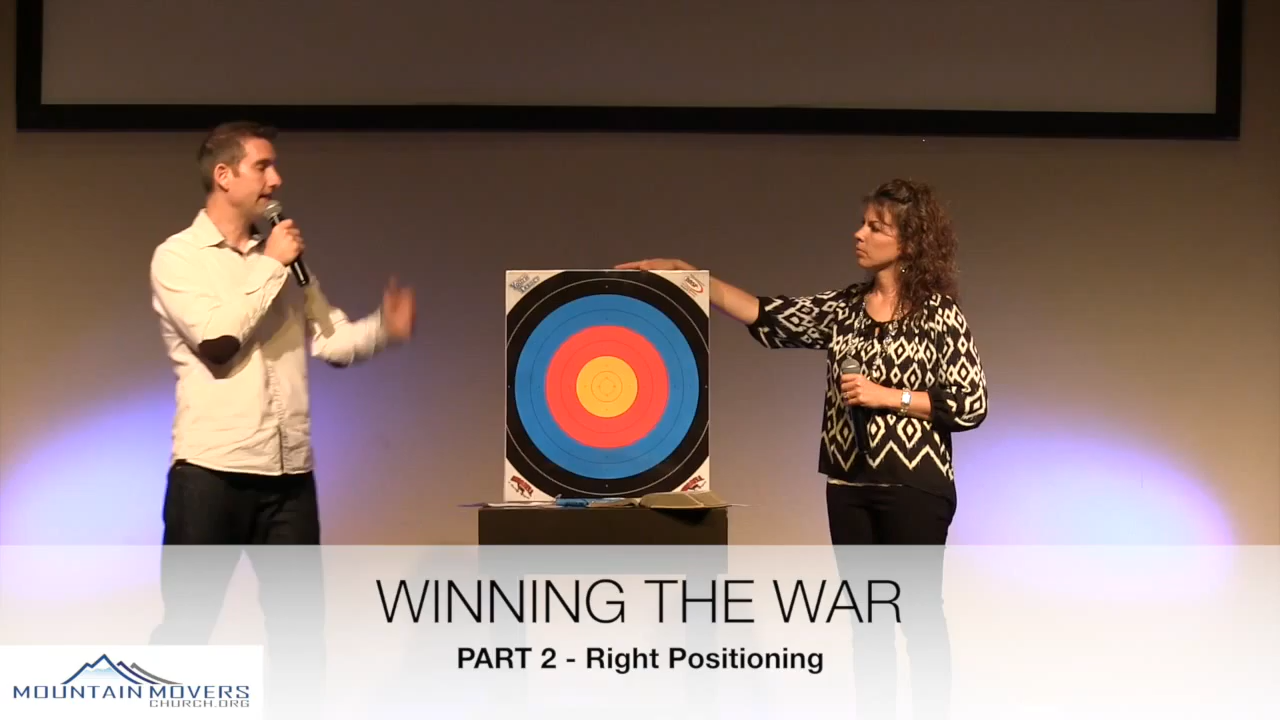 WINNING THE WAR
PART 2 - Right Positioning
MOUNTAIN MOVERS
CHURCH.ORG